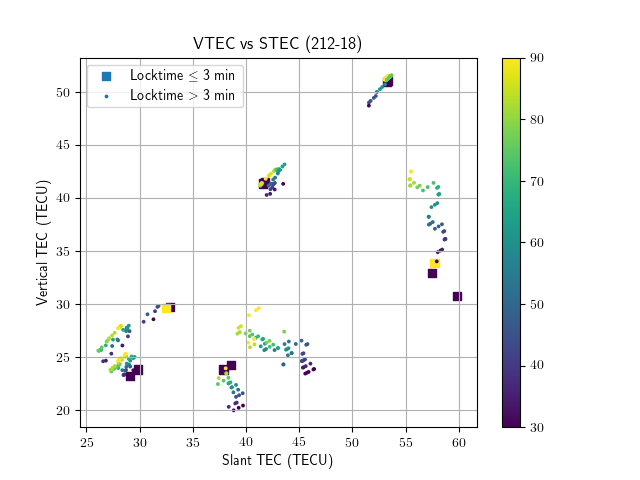 VTEC vs STEC (212-18)
Locktime ≤ 3 min
Locktime > 3 min
50
45
40
35
30
25
20
Vertical TEC (TECU)
25 30 35 40 45 50 55 60
Slant TEC (TECU)
90
80
70
60
50
40
30